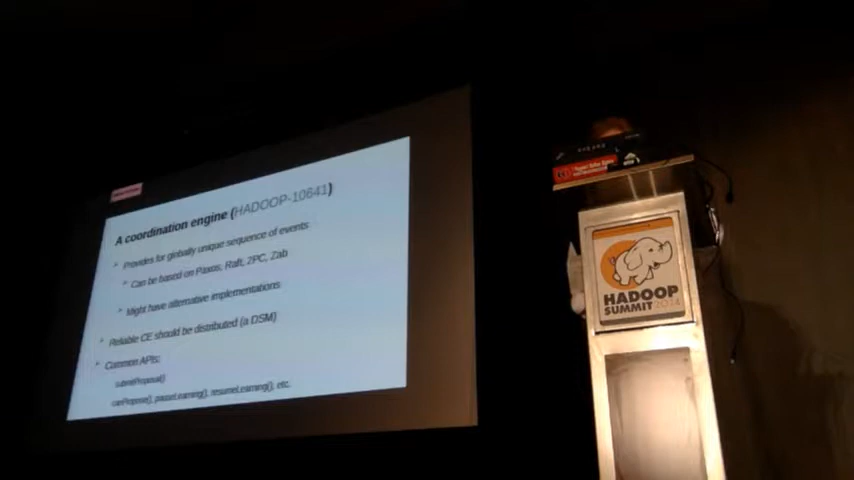 A coordination engine (HADOOP-10641)
Provides for globally unique sequence of events
Can be based on Paxos, Raft, 2PC, Zab
Might have alternative implementations
Reliable CE should be distributed (a DSM)
Common APIs:
submitProposal()
canPropose(), pauseLearning(), resumeLearning(), etc.
HADOOP
SUMMIT 2014